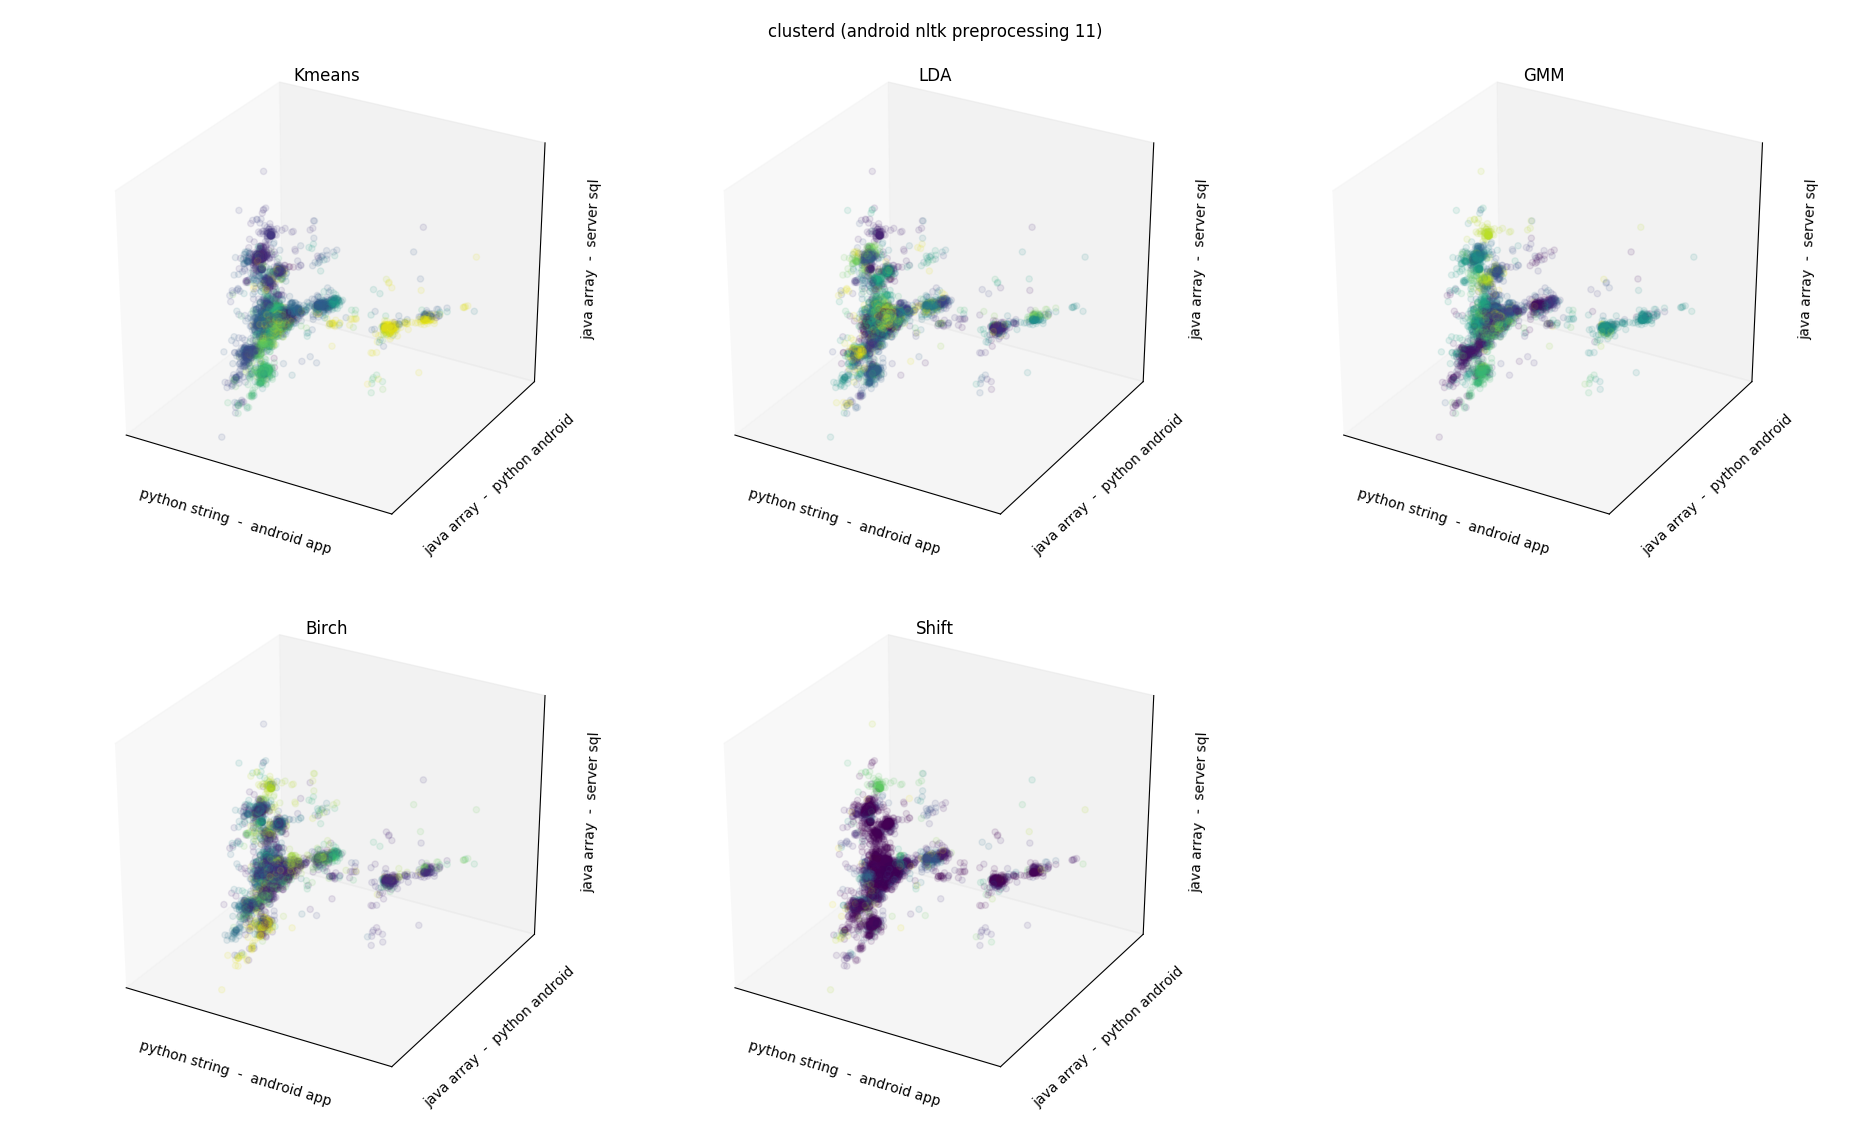 clusterd (android nltk preprocessing 11)
Kmeans
java array  -  server sql
python string  -  android app
java array  -  python android
LDA
java array  -  server sql
python string  -  android app
java array  -  python android
GMM
java array  -  server sql
python string  -  android app
java array  -  python android
Birch
java array  -  server sql
python string  -  android app
java array  -  python android
Shift
java array  -  server sql
python string  -  android app
java array  -  python android